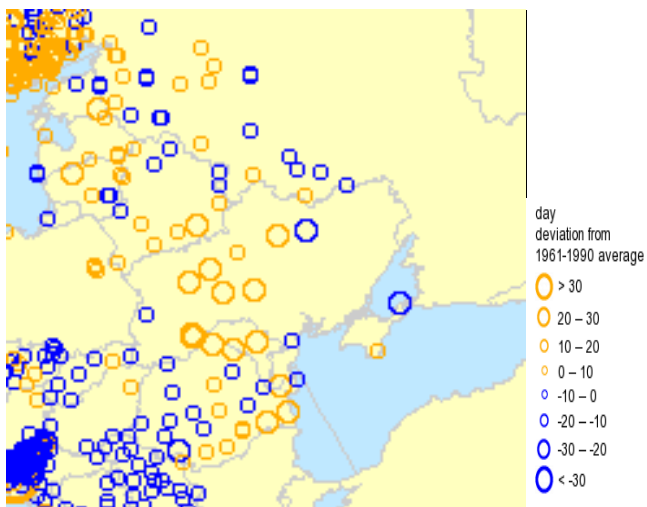 day
deviation from
1961-1990 average
> 30
20 – 30
10 – 20
0 – 10
-10 – 0
-20 – -10
-30 – -20
< -30